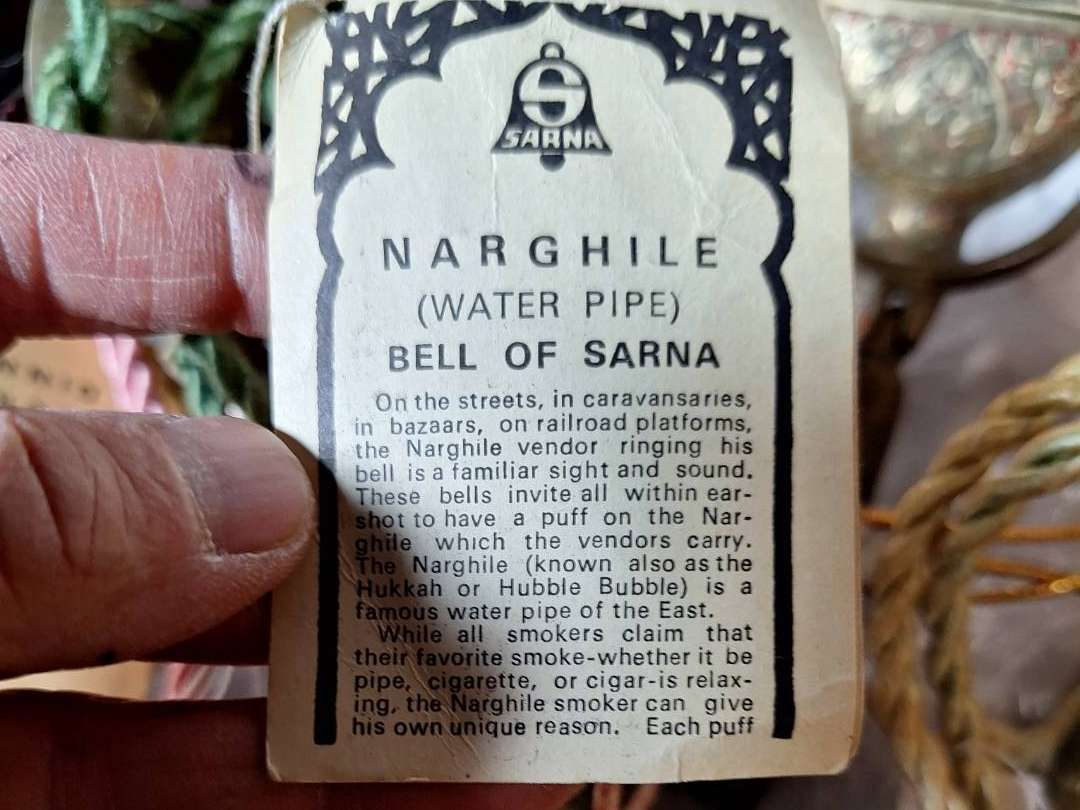 S
SARNA
NARGHILE
(WATER PIPE)
BELL OF SARNA
On the streets, in caravansaries,
in bazaars, on railroad platforms,
the Narghile vendor ringing his
bell is a familiar sight and sound.
These bells invite all within ear-
shot to have a puff on the Nar-
ghile which the vendors carry.
The Narghile (known also as the
Hukkah or Hubble Bubble) is a
famous water pipe of the East.
While all smokers claim that
their favorite smoke-whether it be
pipe, cigarette, or cigar-is relax-
ing, the Narghile smoker can give
his own unique reason. Each puff